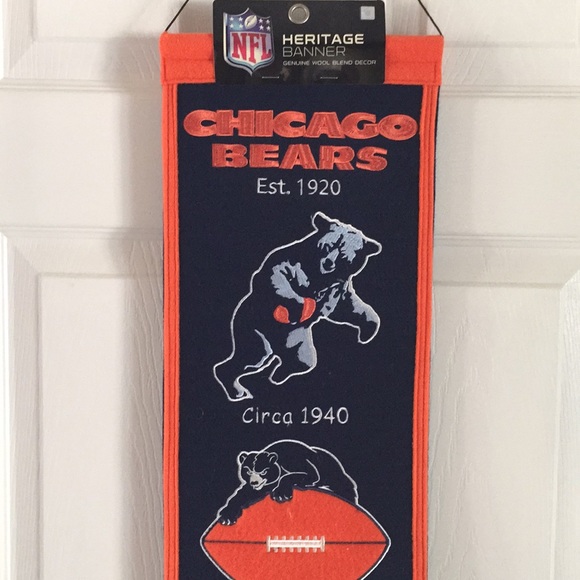 NFL
HERITAGE
BANNER
GENUINE WOOL BLEND DECOR
CHICAGO
BEARS
Est. 1920
Circa 1940